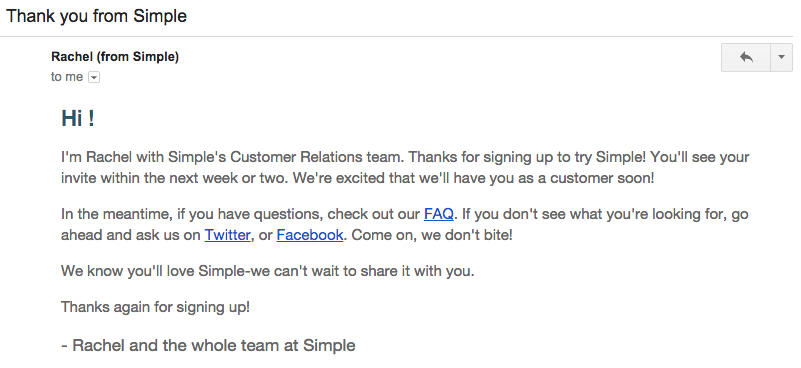 Thank you from Simple
Rachel (from Simple)
to me
Hi !
I'm Rachel with Simple's Customer Relations team. Thanks for signing up to try Simple! You'll see your
invite within the next week or two. We're excited that we'll have you as a customer soon!
In the meantime, if you have questions, check out our FAQ. If you don't see what you're looking for, go
ahead and ask us on Twitter, or Facebook. Come on, we don't bite!
We know you'll love Simple-we can't wait to share it with you.
Thanks again for signing up!
- Rachel and the whole team at Simple